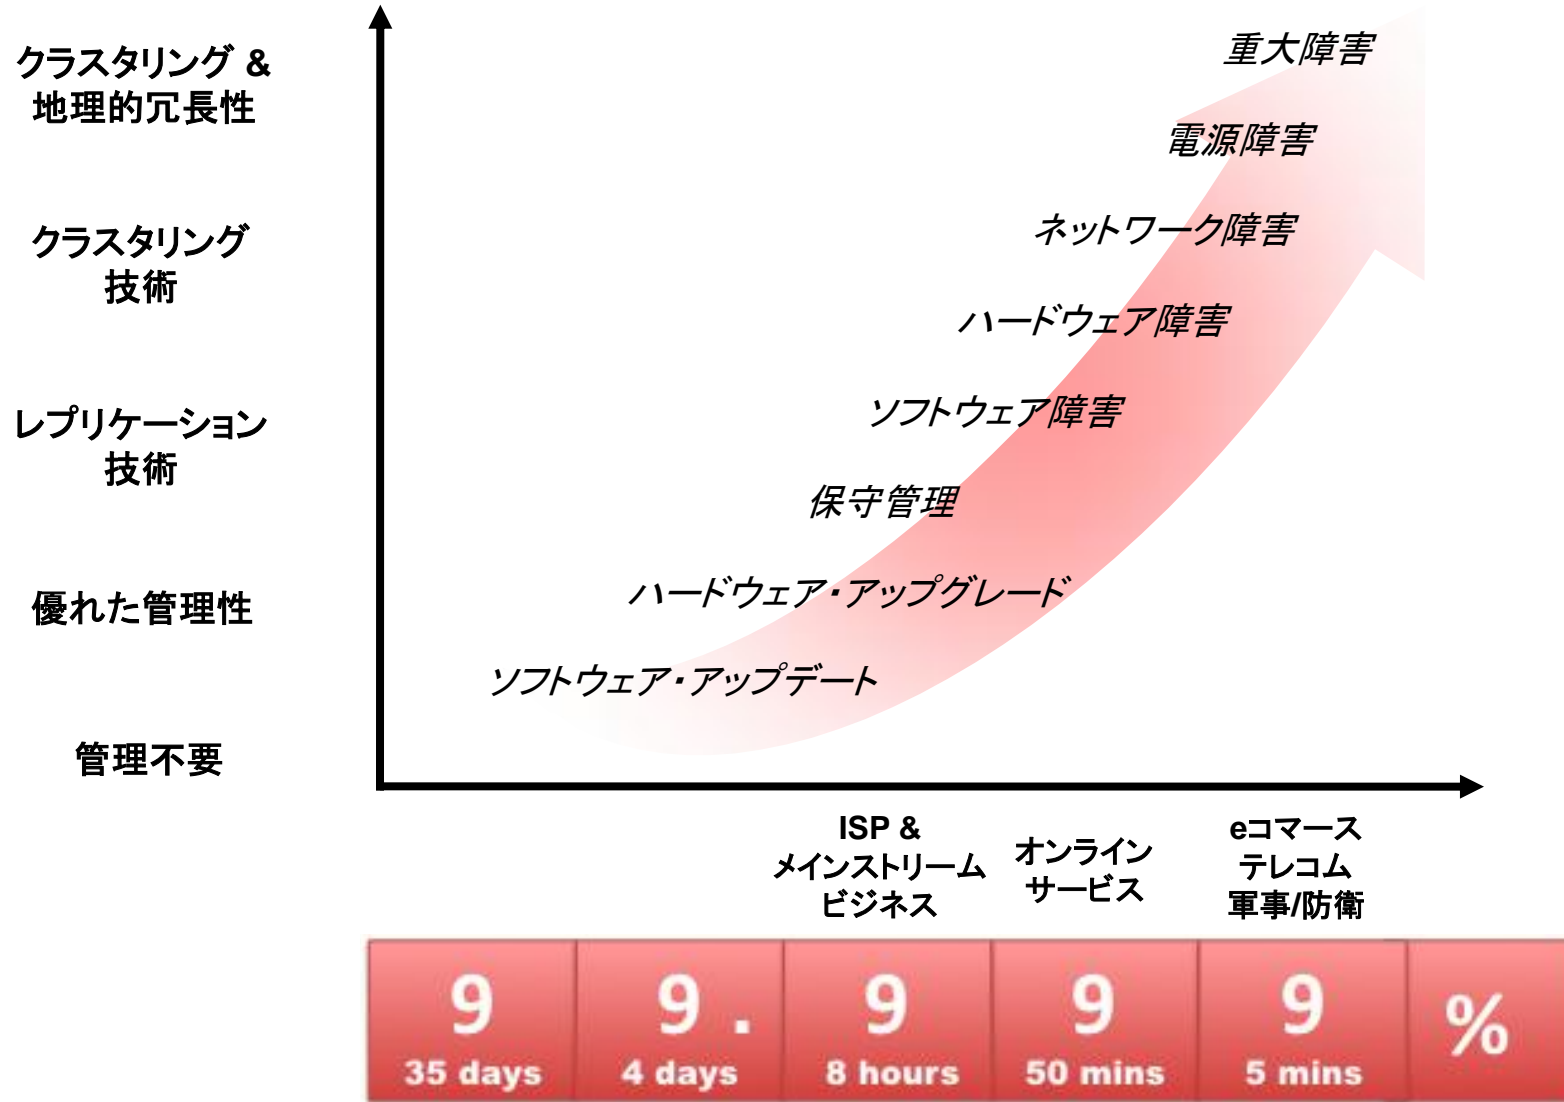 クラスタリング &
地理的冗長性
クラスタリング
技術
レプリケーション
技術
優れた管理性
管理不要
重大障害
電源障害
ネットワーク障害
ハードウェア障害
ソフトウェア障害
保守管理
ハードウェア・アップグレード
ソフトウェア・アップデート
ISP &
メインストリーム
ビジネス
オンライン
サービス
eコマース
テレコム
軍事/防衛
9 9. 9 9 9 %
35 days 4 days 8 hours 50 mins 5 mins